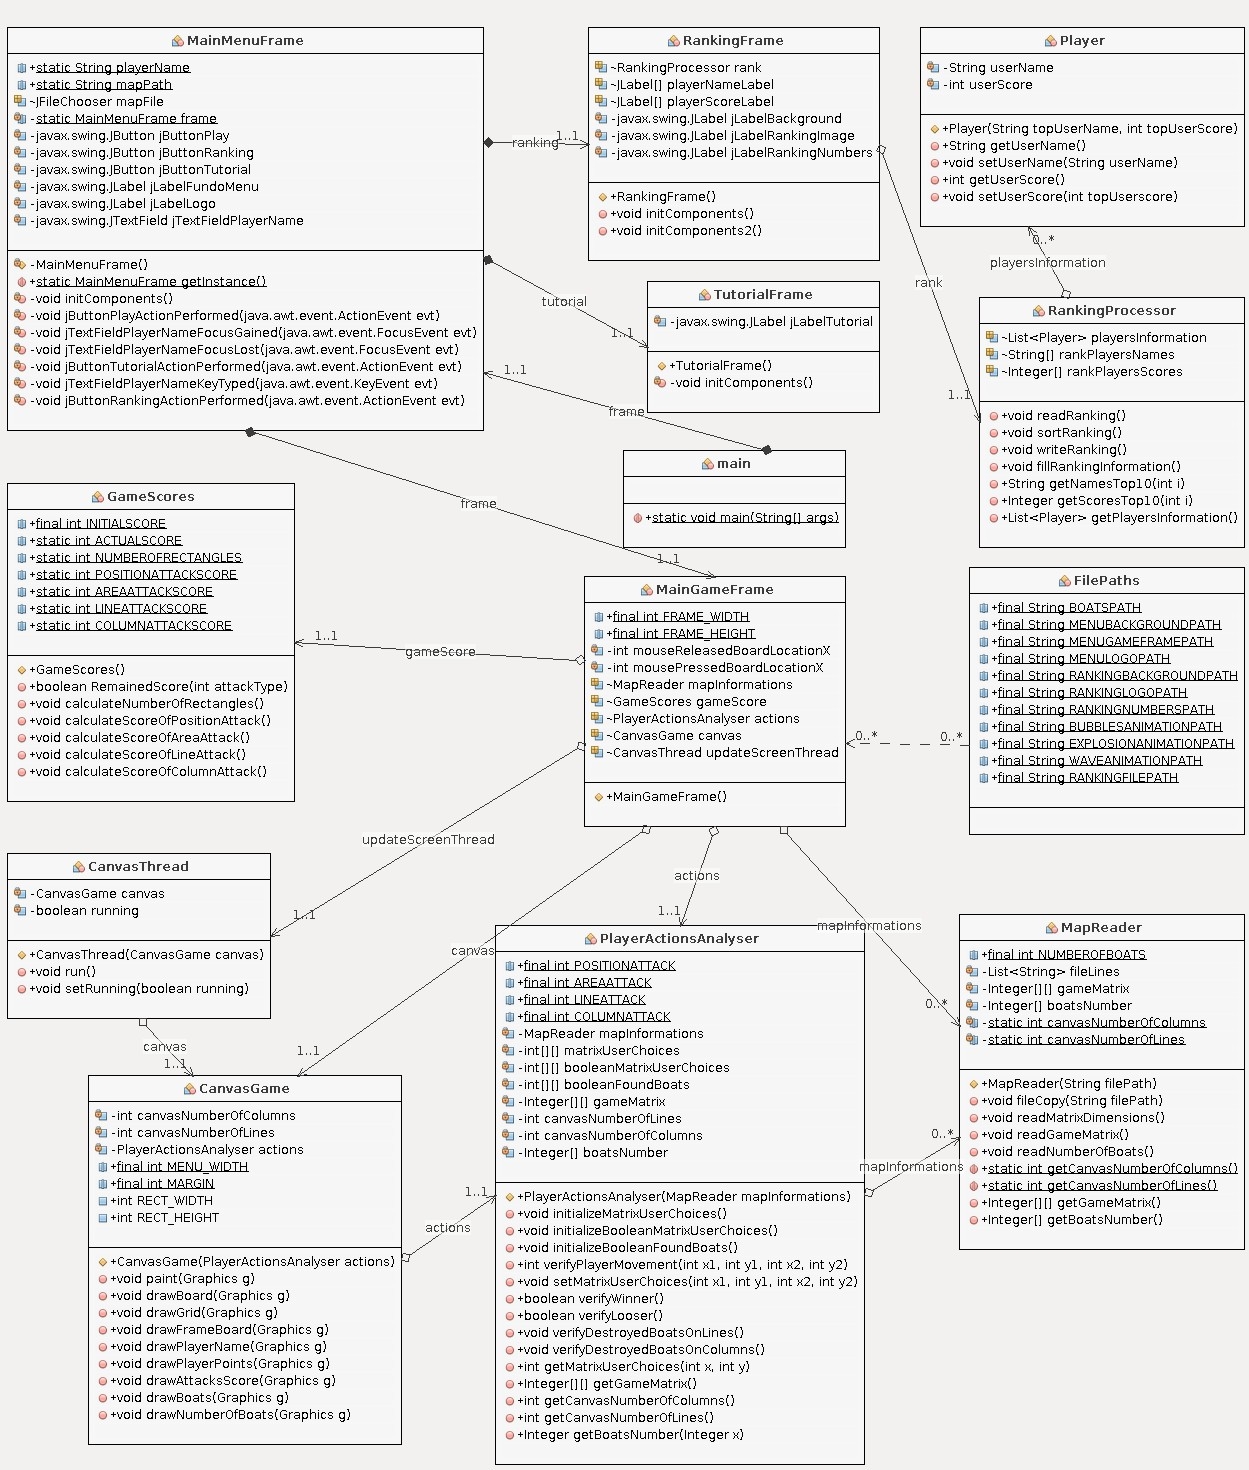 MainMenuFrame
+static String playerName
+static String mapPath
~JFileChooser mapFile
-static MainMenuFrame frame
-javax.swing.JButton jButtonPlay
-javax.swing.JButton jButtonRanking
-javax.swing.JButton jButtonTutorial
-javax.swing.JLabel jLabelFundoMenu
-javax.swing.JLabel jLabelLogo
-javax.swing.JTextField jTextFieldPlayerName
-MainMenuFrame()
+static MainMenuFrame getInstance()
-void initComponents()
-void jButtonPlayActionPerformed(java.awt.event.ActionEvent evt)
-void jTextFieldPlayerNameFocusGained(java.awt.event.FocusEvent evt)
-void jTextFieldPlayerNameFocusLost(java.awt.event.FocusEvent evt)
-void jButtonTutorialActionPerformed(java.awt.event.ActionEvent evt)
-void jTextFieldPlayerNameKeyTyped(java.awt.event.KeyEvent evt)
-void jButtonRankingActionPerformed(java.awt.event.ActionEvent evt)
ranking
1..1
RankingFrame
~RankingProcessor rank
~JLabel[] playerNameLabel
~JLabel[] playerScoreLabel
-javax.swing.JLabel jLabelBackground
-javax.swing.JLabel jLabelRankingImage
-javax.swing.JLabel jLabelRankingNumbers
+RankingFrame()
+void initComponents()
+void initComponents2()
Player
-String userName
-int userScore
+Player(String topUserName, int topUserScore)
+String getUserName()
+void setUserName(String userName)
+int getUserScore()
+void setUserScore(int topUserscore)
0..*
playersInformation
rank
1..1
tutorial
1..1
TutorialFrame
-javax.swing.JLabel jLabelTutorial
+TutorialFrame()
-void initComponents()
RankingProcessor
~List<Player> playersInformation
~String[] rankPlayersNames
~Integer[] rankPlayersScores
+void readRanking()
+void sortRanking()
+void writeRanking()
+void fillRankingInformation()
+String getNamesTop10(int i)
+Integer getScoresTop10(int i)
+List<Player> getPlayersInformation()
1..1
frame
main
+static void main(String[] args)
frame
1..1
GameScores
+final int INITIALSCORE
+static int ACTUALSCORE
+static int NUMBEROFRECTANGLES
+static int POSITIONATTACKSCORE
+static int AREAATTACKSCORE
+static int LINEATTACKSCORE
+static int COLUMNATTACKSCORE
+GameScores()
+boolean RemainedScore(int attackType)
+void calculateNumberOfRectangles()
+void calculateScoreOfPositionAttack()
+void calculateScoreOfAreaAttack()
+void calculateScoreOfLineAttack()
+void calculateScoreOfColumnAttack()
1..1
gameScore
MainGameFrame
+final int FRAME_WIDTH
+final int FRAME_HEIGHT
-int mouseReleasedBoardLocationX
-int mousePressedBoardLocationX
~MapReader mapInformations
~GameScores gameScore
~PlayerActionsAnalyser actions
~CanvasGame canvas
~CanvasThread updateScreenThread
+MainGameFrame()
0..*
0..*
FilePaths
+final String BOATSPATH
+final String MENUBACKGROUNDPATH
+final String MENUGAMEFRAMEPATH
+final String MENULOGOPATH
+final String RANKINGBACKGROUNDPATH
+final String RANKINGLOGOPATH
+final String RANKINGNUMBERSPATH
+final String BUBBLESANIMATIONPATH
+final String EXPLOSIONANIMATIONPATH
+final String WAVEANIMATIONPATH
+final String RANKINGFILEPATH
updateScreenThread
1..1
CanvasThread
-CanvasGame canvas
-boolean running
+CanvasThread(CanvasGame canvas)
+void run()
+void setRunning(boolean running)
canvas
1..1
canvas
1..1
actions
1..1
mapInformations
0..*
PlayerActionsAnalyser
+final int POSITIONATTACK
+final int AREAATTACK
+final int LINEATTACK
+final int COLUMNATTACK
-MapReader mapInformations
-int[][] matrixUserChoices
-int[][] booleanMatrixUserChoices
-int[][] booleanFoundBoats
-Integer[][] gameMatrix
-int canvasNumberOfLines
-int canvasNumberOfColumns
-Integer[] boatsNumber
+PlayerActionsAnalyser(MapReader mapInformations)
+void initializeMatrixUserChoices()
+void initializeBooleanMatrixUserChoices()
+void initializeBooleanFoundBoats()
+int verifyPlayerMovement(int x1, int y1, int x2, int y2)
+void setMatrixUserChoices(int x1, int y1, int x2, int y2)
+boolean verifyWinner()
+boolean verifyLooser()
+void verifyDestroyedBoatsOnLines()
+void verifyDestroyedBoatsOnColumns()
+int getMatrixUserChoices(int x, int y)
+Integer[][] getGameMatrix()
+int getCanvasNumberOfColumns()
+int getCanvasNumberOfLines()
+Integer getBoatsNumber(Integer x)
MapReader
+final int NUMBEROFBOATS
-List<String> fileLines
-Integer[][] gameMatrix
-Integer[] boatsNumber
-static int canvasNumberOfColumns
-static int canvasNumberOfLines
+MapReader(String filePath)
+void fileCopy(String filePath)
+void readMatrixDimensions()
+void readGameMatrix()
+void readNumberOfBoats()
+static int getCanvasNumberOfColumns()
+static int getCanvasNumberOfLines()
+Integer[][] getGameMatrix()
+Integer[] getBoatsNumber()
0..*
mapInformations
CanvasGame
-int canvasNumberOfColumns
-int canvasNumberOfLines
-PlayerActionsAnalyser actions
+final int MENU_WIDTH
+final int MARGIN
+int RECT_WIDTH
+int RECT_HEIGHT
+CanvasGame(PlayerActionsAnalyser actions)
+void paint(Graphics g)
+void drawBoard(Graphics g)
+void drawGrid(Graphics g)
+void drawFrameBoard(Graphics g)
+void drawPlayerName(Graphics g)
+void drawPlayerPoints(Graphics g)
+void drawAttacksScore(Graphics g)
+void drawBoats(Graphics g)
+void drawNumberOfBoats(Graphics g)
1..1
actions